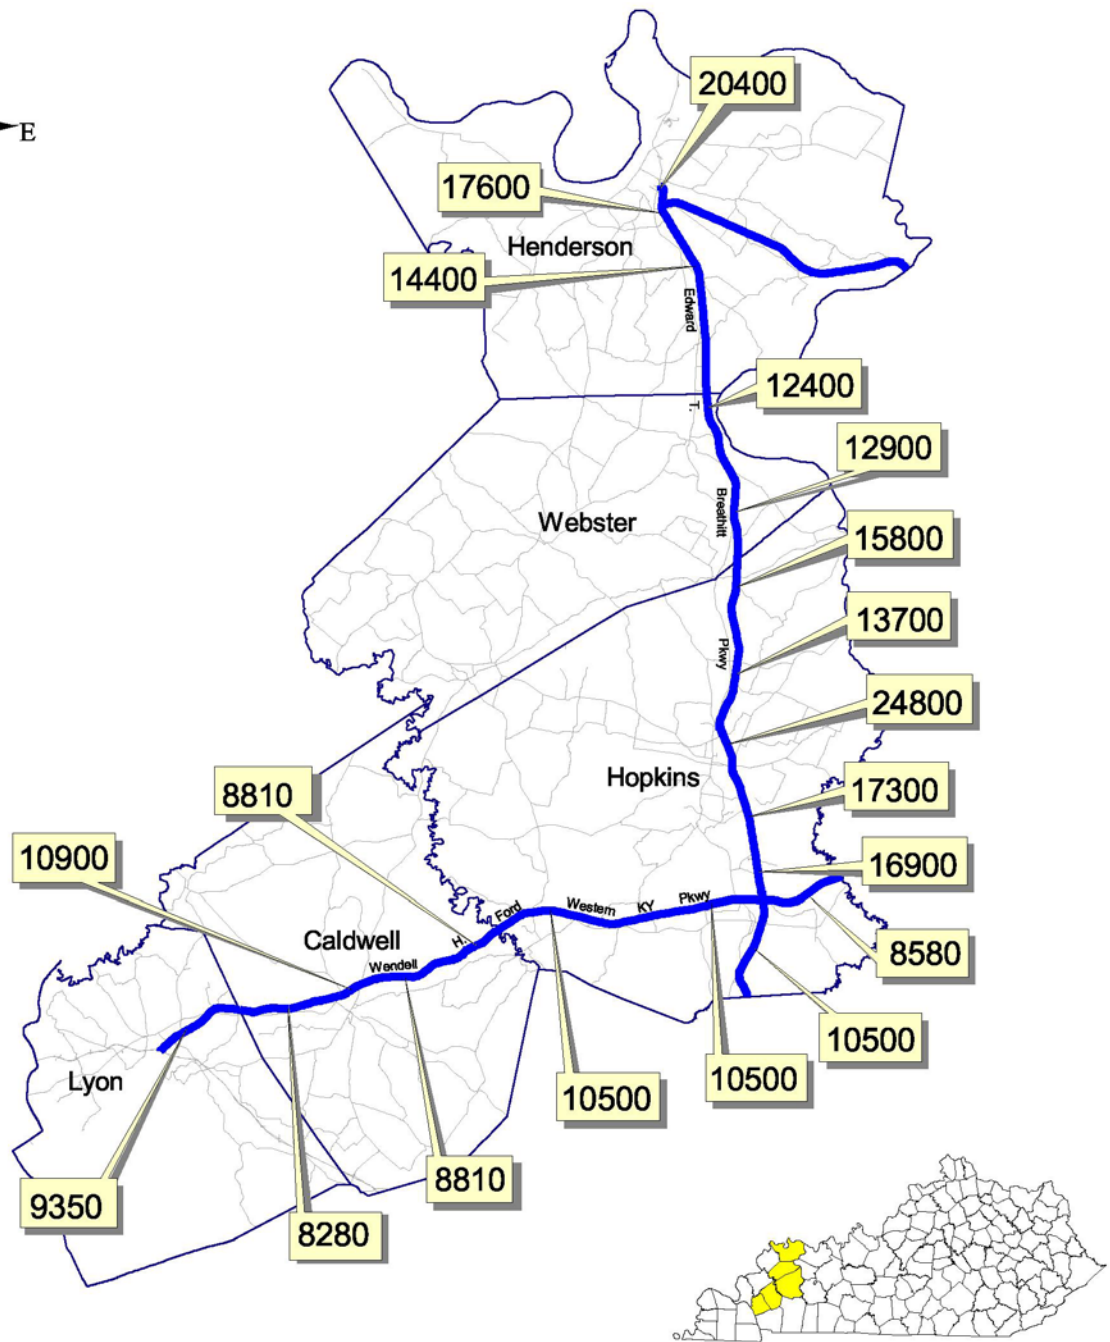 20400
E
17600
Henderson
14400
Edward
12400
T.
12900
Breathitt
Webster
15800
13700
Pkwy
24800
Hopkins
8810
17300
10900
16900
Pkwy
KY
Western
Ford
H.
Caldwell
Wendell
8580
10500
Lyon
10500
10500
8810
9350
8280